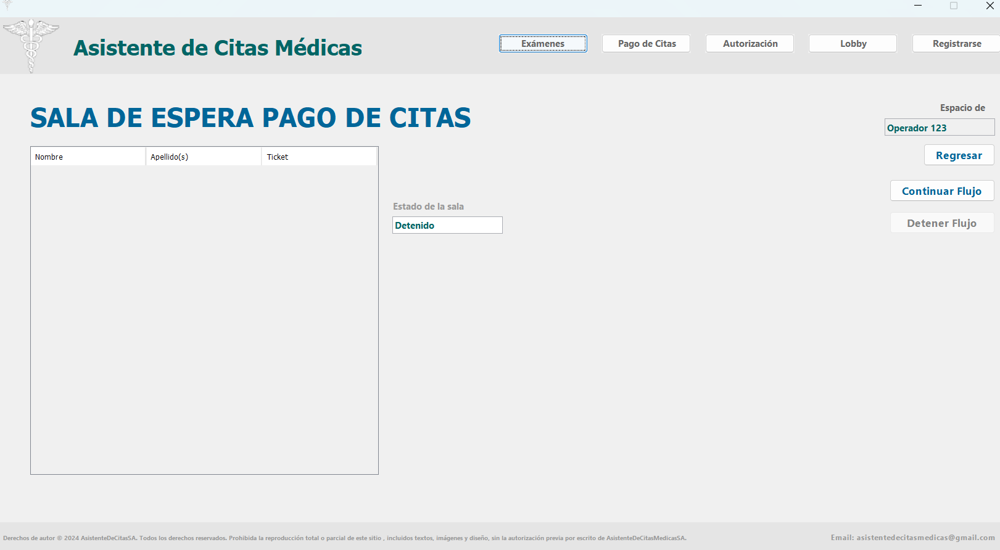 Asistente de Citas Médicas
Exámenes
Pago de Citas
Autorización
Lobby
Registrarse
SALA DE ESPERA PAGO DE CITAS
Espacio de
Operador 123
Regresar
Continuar Flujo
Detener Flujo
Nombre
Apellido(s)
Ticket
Estado de la sala
Detenido
Derechos de autor © 2024 AsistenteDeCitasSA. Todos los derechos reservados. Prohibida la reproducción total o parcial de este sitio , incluidos textos, imágenes y diseño, sin la autorización previa por escrito de AsistenteDeCitasMedicasSA.
Email: asistentedecitasmedicas@gmail.com